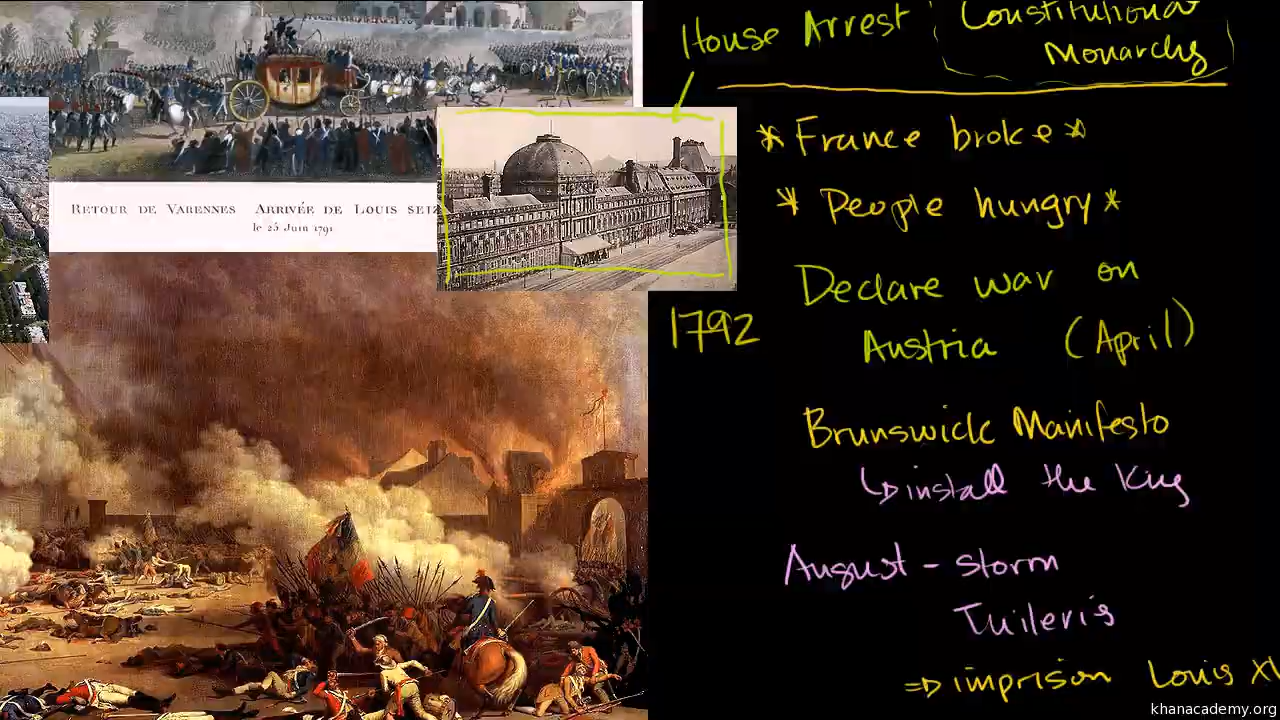 House Arrest
Constitutional
Monarchy
RETOUR DE VARENNES ARRIVÉE DE LOUIS SEIZ
le 25 Juin 1791
*France broke*
*People hungry*
1792
Declare war on
Austria (April)
Brunswick Manifesto
↳install the King
August - storm
Tuileris
⇒ imprison Louis XV
khanacademy.org